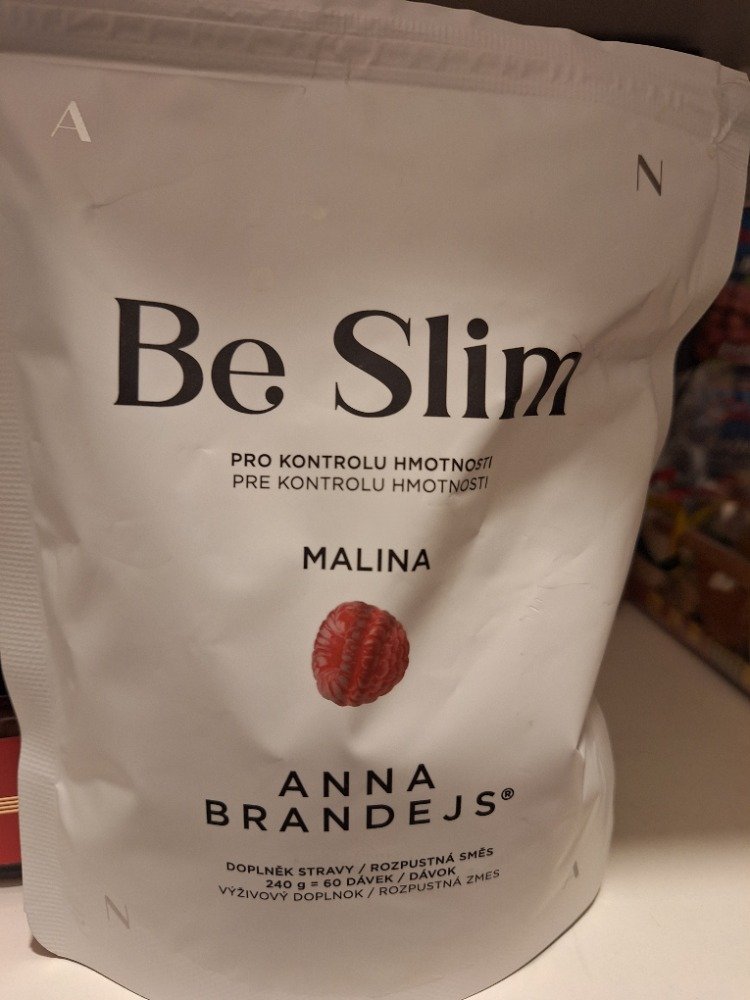 A
N
Be Slim
PRO KONTROLU HMOTNOSTI
PRE KONTROLU HMOTNOSTI
MALINA
ANNA
BRANDEJS®
DOPLNĚK STRAVY / ROZPUSTNÁ SMĚS
240 g = 60 DÁVEK / DÁVOK
VÝŽIVOVÝ DOPLNOK / ROZPUSTNÁ ZMES
A
N